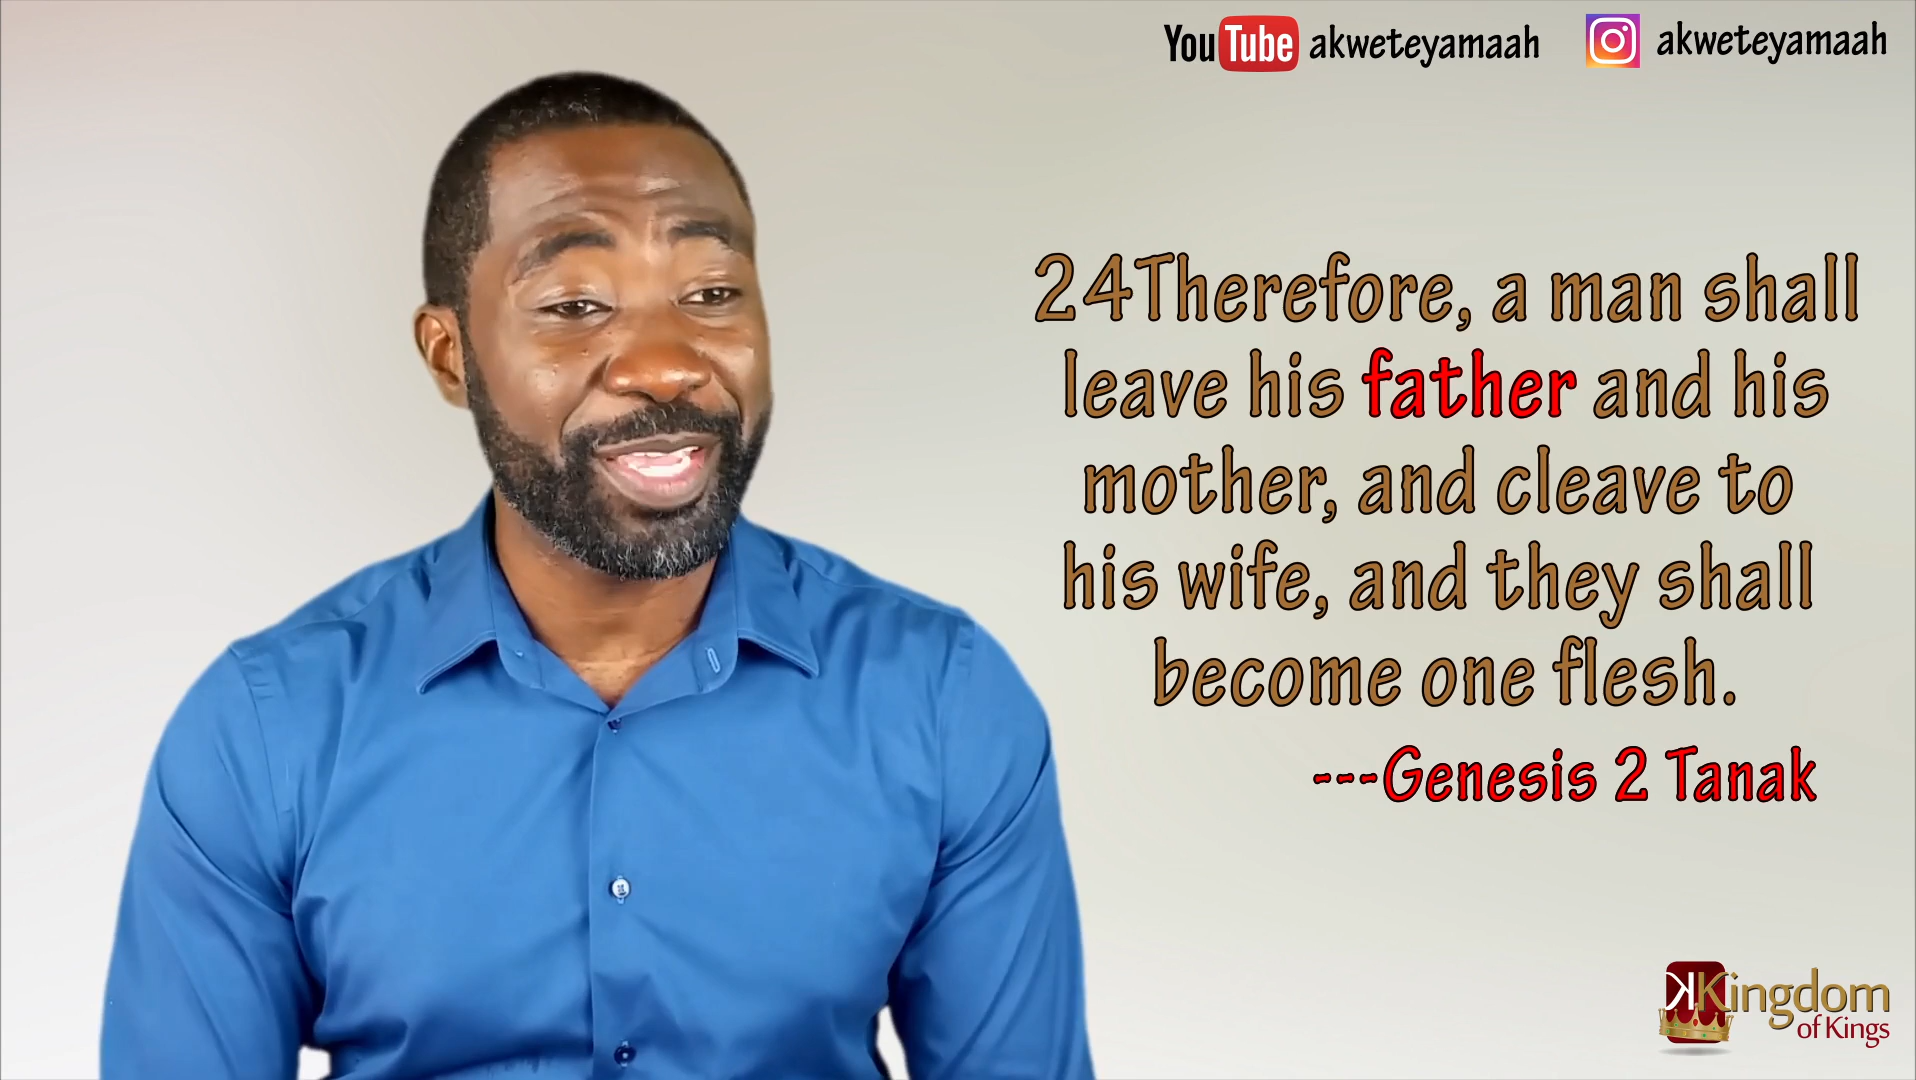 YouTube akweteyamaah akweteyamaah
24Therefore, a man shall
leave his father and his
mother, and cleave to
his wife, and they shall
become one flesh.
---Genesis 2 Tanak
KKingdom
of Kings